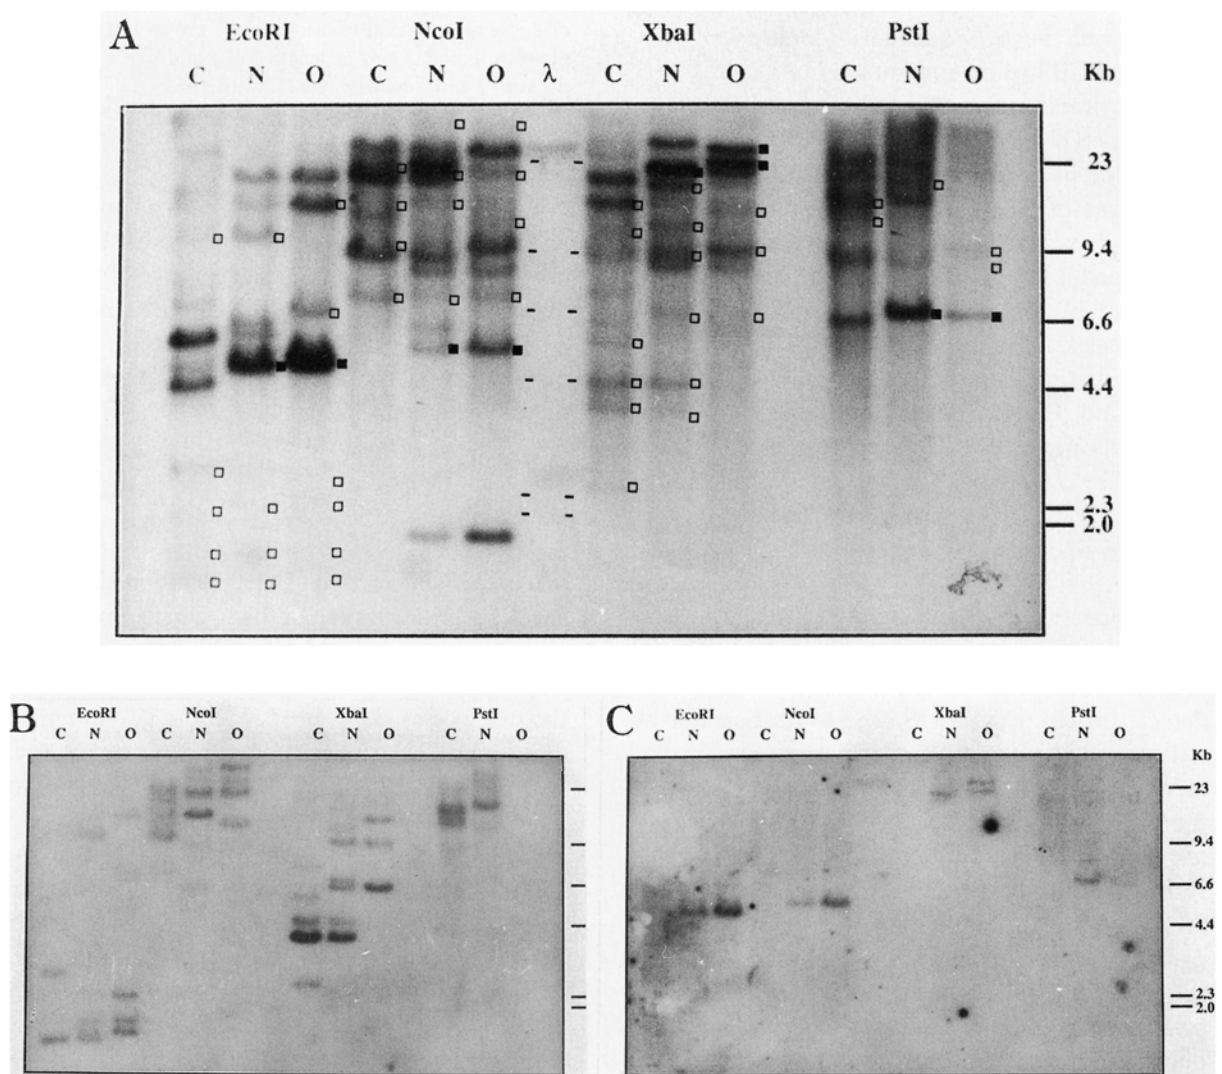 A
EcoRI NcoI XbaI PstI
C N O C N O λ C N O C N O Kb
23
9.4
6.6
4.4
2.3
2.0
B
EcoRI NcoI XbaI PstI
C N O C N O C N O C N O
C
EcoRI NcoI XbaI PstI
C N O C N O C N O C N O
Kb
23
9.4
6.6
4.4
2.3
2.0